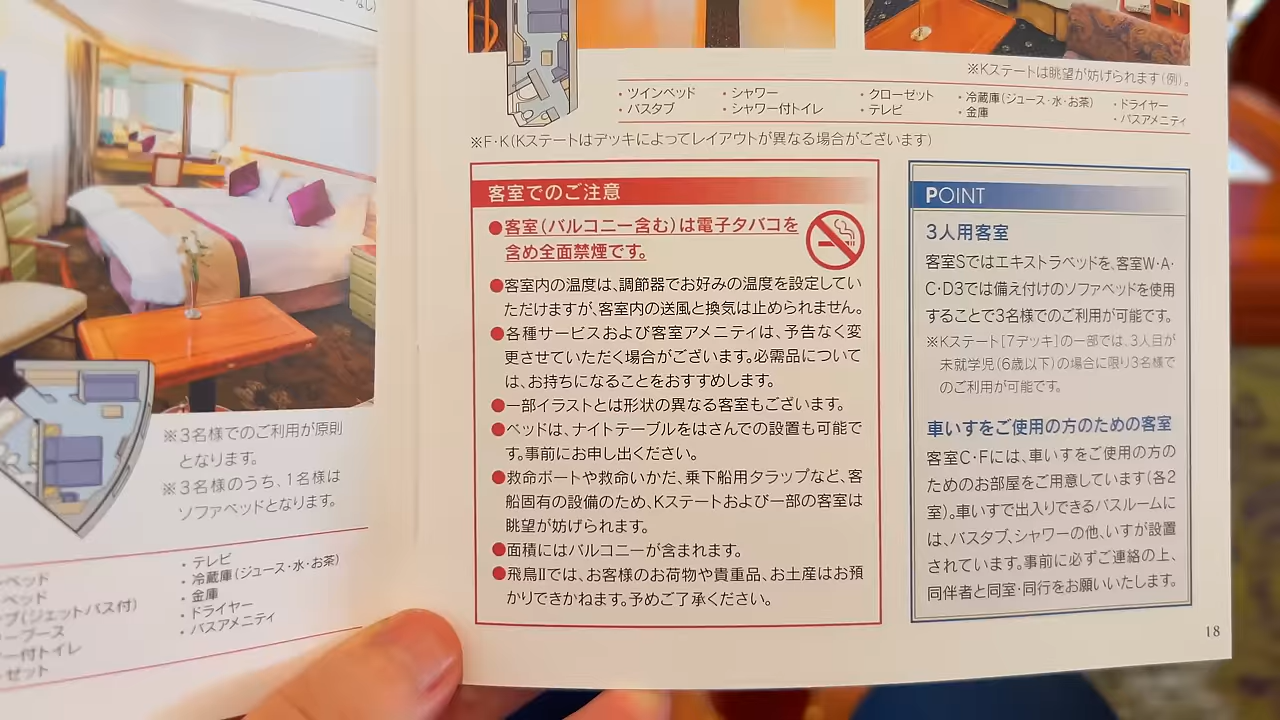 なし)
※3名様でのご利用が原則
となります。
※3名様のうち、1名様は
ソファベッドとなります。
ベッド
ベッド
ブ(ジェットバス付)
ーブース
ー付トイレ
ゼット
・テレビ
・冷蔵庫(ジュース・水・お茶)
・金庫
・ドライヤー
・バスアメニティ
※Kステートは眺望が妨げられます(例)。
・ツインベッド
・バスタブ
・シャワー
・シャワー付トイレ
・クローゼット
・テレビ
・冷蔵庫(ジュース・水・お茶)
・金庫
・ドライヤー
・バスアメニティ
※F・K(Kステートはデッキによってレイアウトが異なる場合がございます)
客室でのご注意
●客室(バルコニー含む)は電子タバコを
含め全面禁煙です。
●客室内の温度は、調節器でお好みの温度を設定してい
ただけますが、客室内の送風と換気は止められません。
●各種サービスおよび客室アメニティは、予告なく変
更させていただく場合がございます。必需品について
は、お持ちになることをおすすめします。
●一部イラストとは形状の異なる客室もございます。
●ベッドは、ナイトテーブルをはさんでの設置も可能で
す。事前にお申し出ください。
●救命ボートや救命いかだ、乗下船用タラップなど、客
船固有の設備のため、Kステートおよび一部の客室は
眺望が妨げられます。
●面積にはバルコニーが含まれます。
●飛鳥Ⅱでは、お客様のお荷物や貴重品、お土産はお預
かりできかねます。予めご了承ください。
POINT
3人用客室
客室Sではエキストラベッドを、客室W・A・
C・D3では備え付けのソファベッドを使用
することで3名様でのご利用が可能です。
※Kステート[7デッキ]の一部では、3人目が
未就学児(6歳以下)の場合に限り3名様で
のご利用が可能です。
車いすをご使用の方のための客室
客室C・Fには、車いすをご使用の方の
ためのお部屋をご用意しています(各2
室)。車いすで出入りできるバスルームに
は、バスタブ、シャワーの他、いすが設置
されています。事前に必ずご連絡の上、
同伴者と同室・同行をお願いいたします。
18